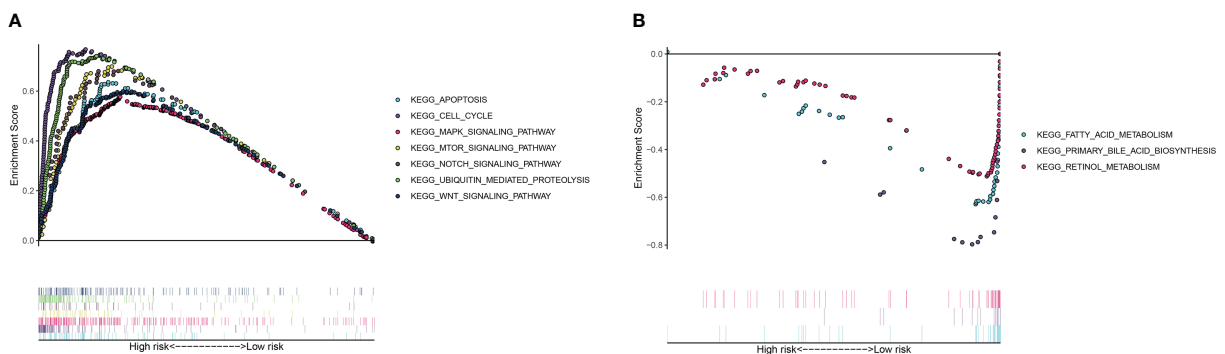 A
Enrichment Score
0.6
0.4
0.2
0.0
KEGG_APOPTOSIS
KEGG_CELL_CYCLE
KEGG_MAPK_SIGNALING_PATHWAY
KEGG_MTOR_SIGNALING_PATHWAY
KEGG_NOTCH_SIGNALING_PATHWAY
KEGG_UBIQUITIN_MEDIATED_PROTEOLYSIS
KEGG_WNT_SIGNALING_PATHWAY
High risk<----------->Low risk
B
Enrichment Score
0.0
−0.2
−0.4
−0.6
−0.8
KEGG_FATTY_ACID_METABOLISM
KEGG_PRIMARY_BILE_ACID_BIOSYNTHESIS
KEGG_RETINOL_METABOLISM
High risk<----------->Low risk